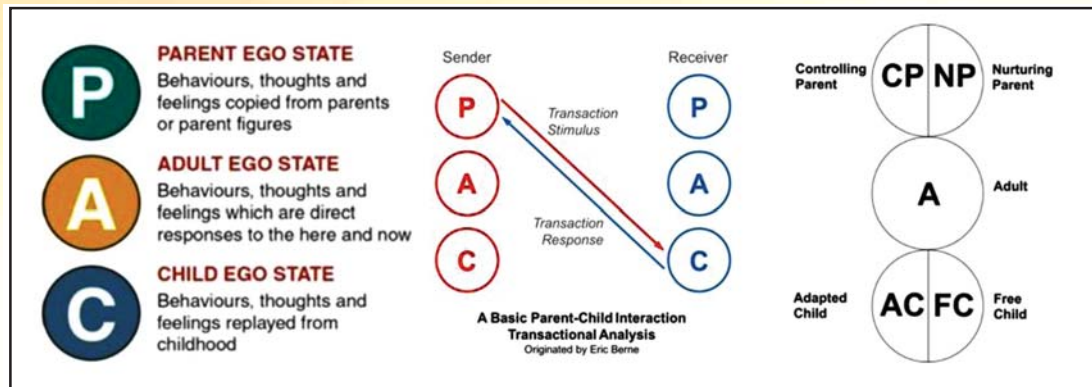 P
PARENT EGO STATE
Behaviours, thoughts and
feelings copied from parents
or parent figures
A
ADULT EGO STATE
Behaviours, thoughts and
feelings which are direct
responses to the here and now
C
CHILD EGO STATE
Behaviours, thoughts and
feelings replayed from
childhood
Sender
Receiver
P
P
Transaction
Stimulus
A
A
Transaction
Response
C
C
A Basic Parent-Child Interaction
Transactional Analysis
Originated by Eric Berne
Controlling
Parent
CP NP
Nurturing
Parent
A
Adult
Adapted
Child
AC FC
Free
Child